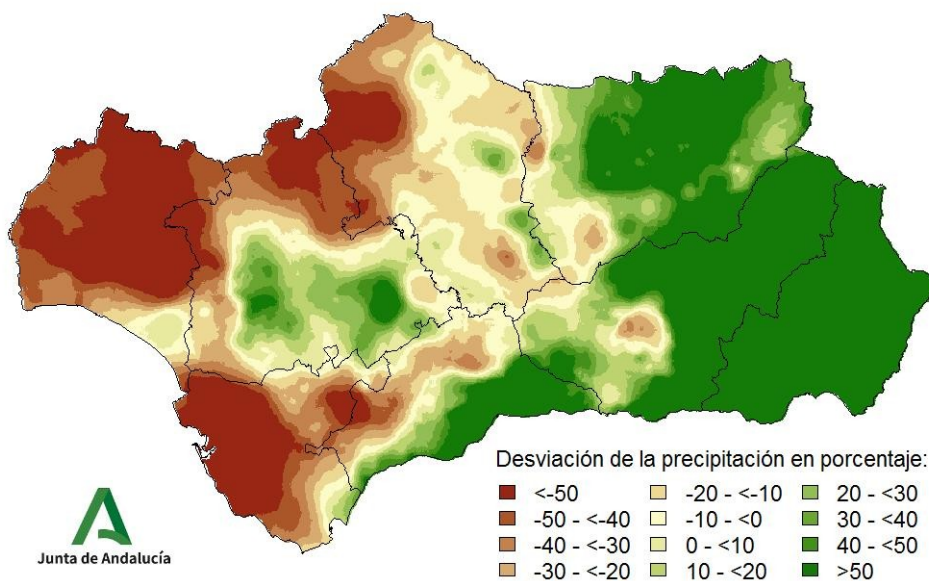 Desviación de la precipitación en porcentaje:
<-50 -20 - <-10 20 - <30
-50 - <-40 -10 - <0 30 - <40
-40 - <-30 0 - <10 40 - <50
-30 - <-20 10 - <20 >50
Junta de Andalucía